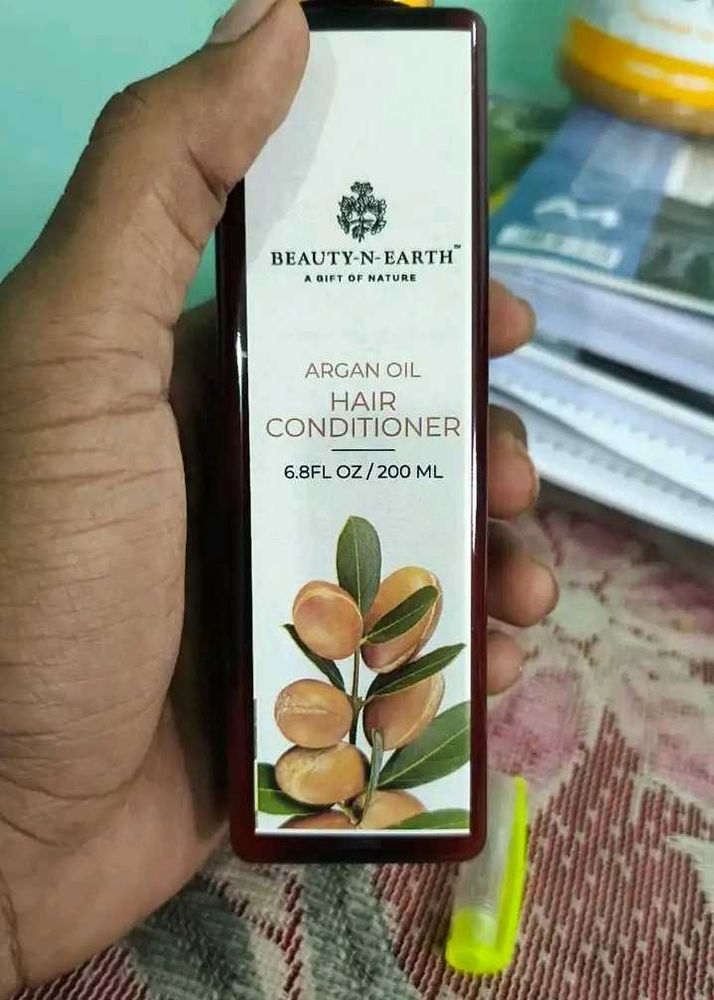 BEAUTY-N-EARTH™
A GIFT OF NATURE
ARGAN OIL
HAIR
CONDITIONER
6.8FL OZ / 200 ML